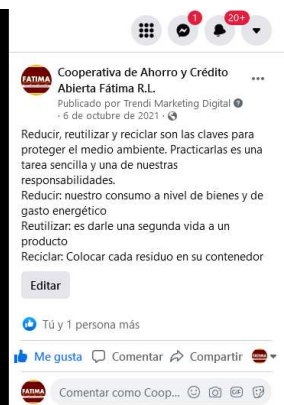 1
20+
Cooperativa de Ahorro y Crédito
Abierta Fátima R.L.
Publicado por Trendi Marketing Digital
· 6 de octubre de 2021 ·
Reducir, reutilizar y reciclar son las claves para
proteger el medio ambiente. Practicarlas es una
tarea sencilla y una de nuestras
responsabilidades.
Reducir: nuestro consumo a nivel de bienes y de
gasto energético
Reutilizar: es darle una segunda vida a un
producto
Reciclar: Colocar cada residuo en su contenedor
Editar
Tú y 1 persona más
Me gusta Comentar Compartir
FATIMA
Comentar como Coop... GIF